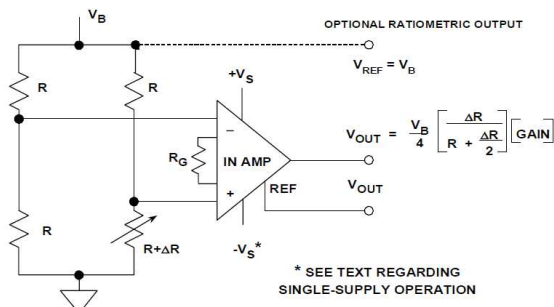 V_B
OPTIONAL RATIOMETRIC OUTPUT
V_REF = V_B
R
R
+V_S
−
R_G
IN AMP
+
REF
V_OUT = V_B/4 [ΔR / (R + ΔR/2)] [GAIN]
V_OUT
R
R+ΔR
-V_S*
* SEE TEXT REGARDING
SINGLE-SUPPLY OPERATION